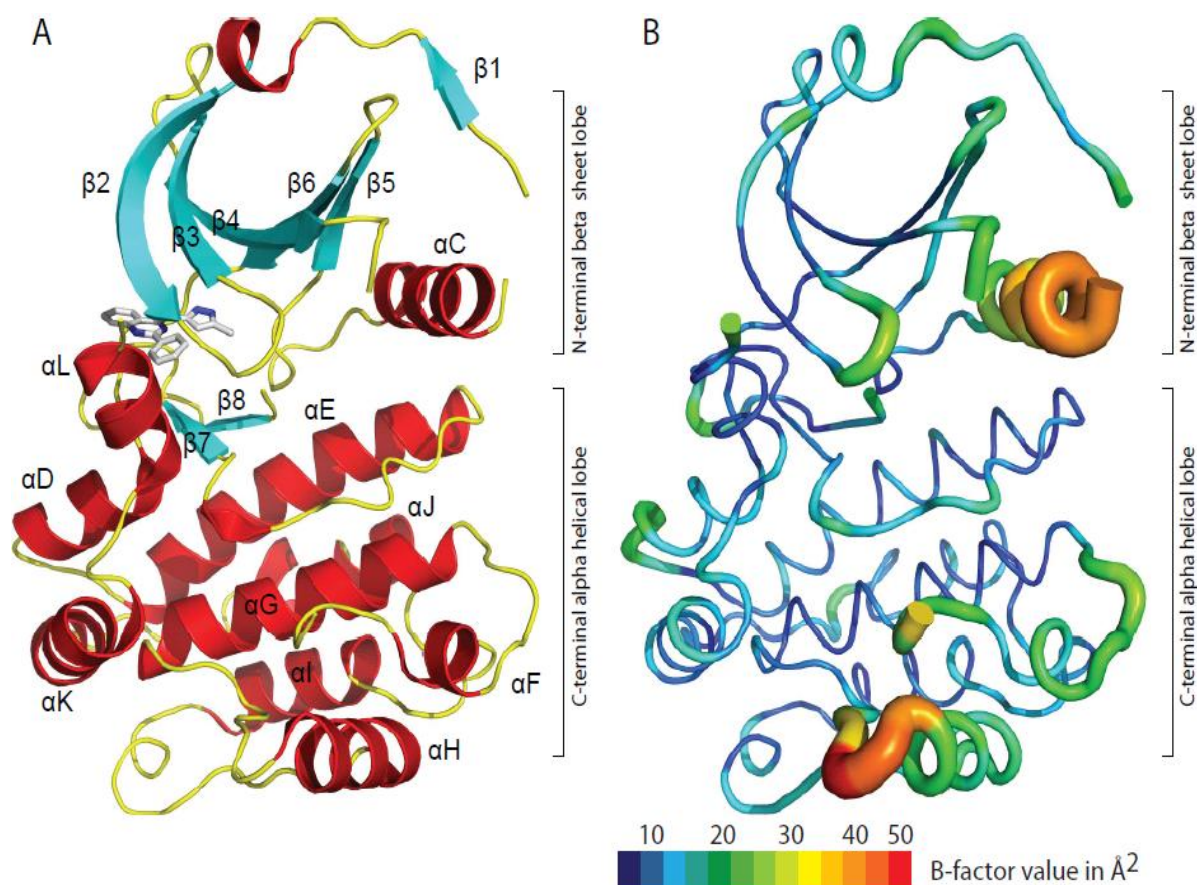 A
B
β1
β2
β6
β5
β4
β3
αC
N-terminal beta sheet lobe
N-terminal beta sheet lobe
αL
β8
αE
β7
αD
αJ
αG
αI
αF
αK
αH
C-terminal alpha helical lobe
C-terminal alpha helical lobe
10 20 30 40 50
B-factor value in Å²